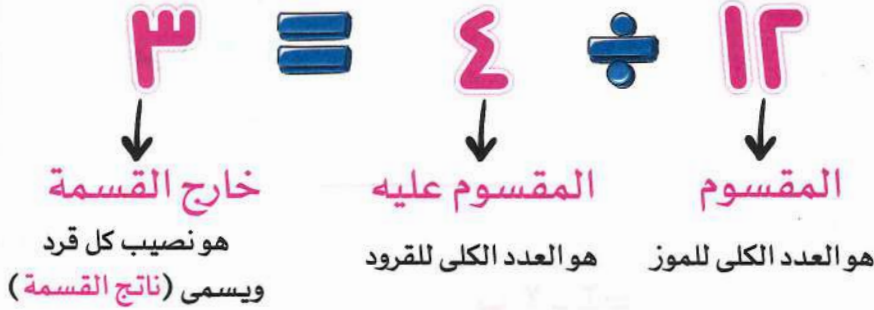 ١٢ ÷ ٤ = ٣
المقسوم المقسوم عليه خارج القسمة
هو العدد الكلى للموز هو العدد الكلى للقرود هو نصيب كل قرد
ويسمى (ناتج القسمة)